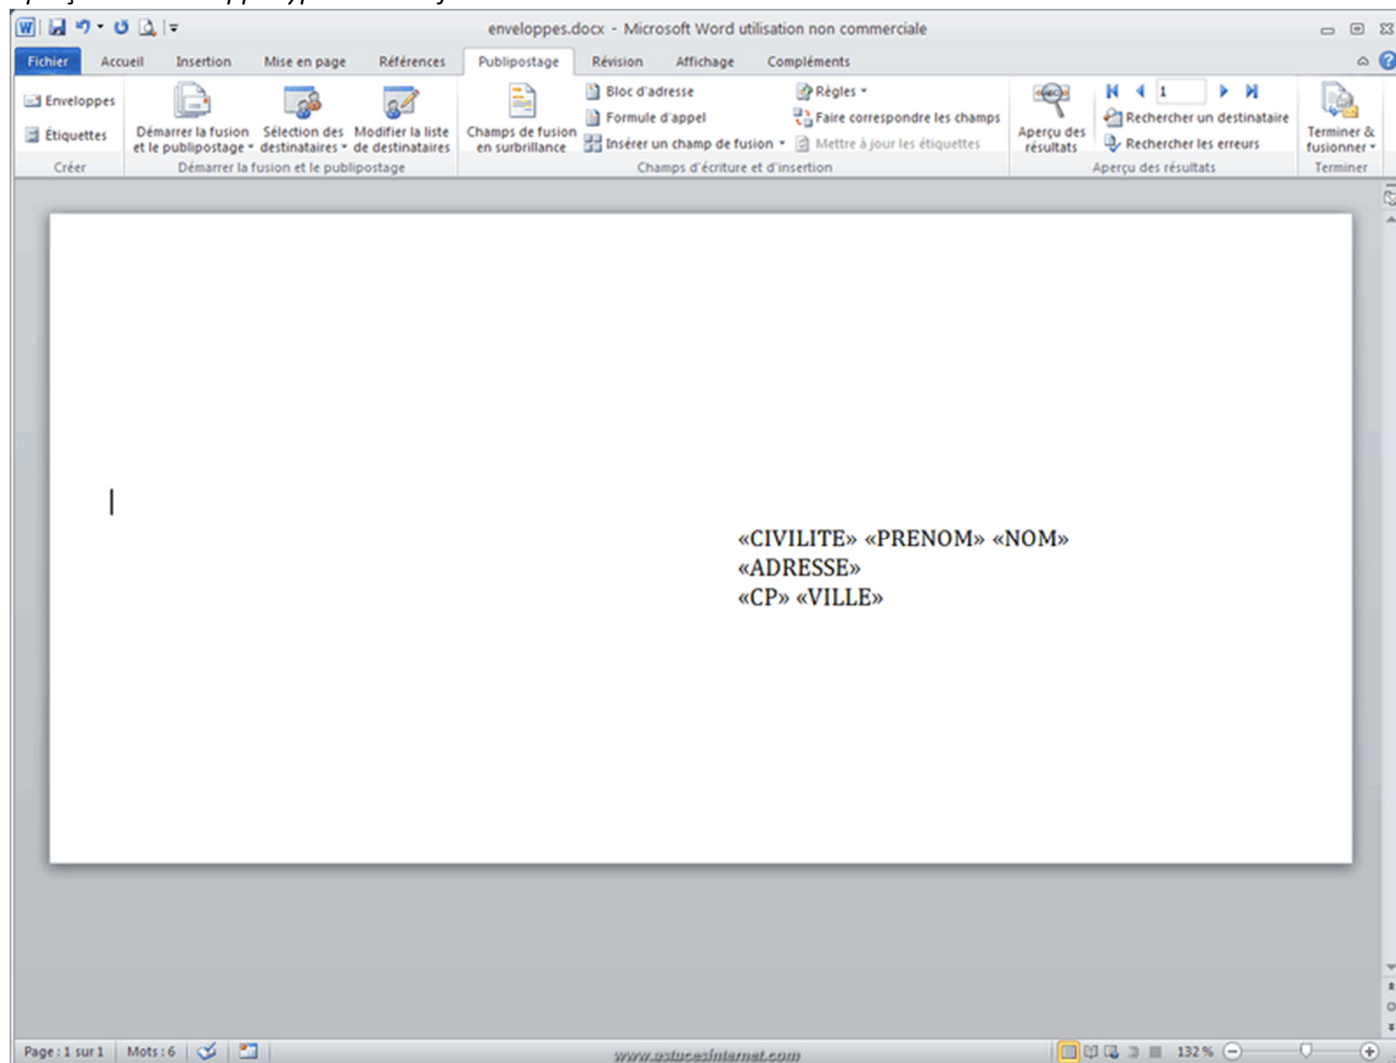 enveloppes.docx - Microsoft Word utilisation non commerciale
Fichier Accueil Insertion Mise en page Références Publipostage Révision Affichage Compléments
Enveloppes
Étiquettes
Créer
Démarrer la fusion et le publipostage
Sélection des destinataires
Modifier la liste de destinataires
Démarrer la fusion et le publipostage
Champs de fusion en surbrillance
Bloc d'adresse
Formule d'appel
Insérer un champ de fusion
Règles
Faire correspondre les champs
Mettre à jour les étiquettes
Champs d'écriture et d'insertion
Aperçu des résultats
1
Rechercher un destinataire
Rechercher les erreurs
Aperçu des résultats
Terminer & fusionner
Terminer
«CIVILITE» «PRENOM» «NOM»
«ADRESSE»
«CP» «VILLE»
Page : 1 sur 1 Mots : 6 132 %
www.astucesinternet.com